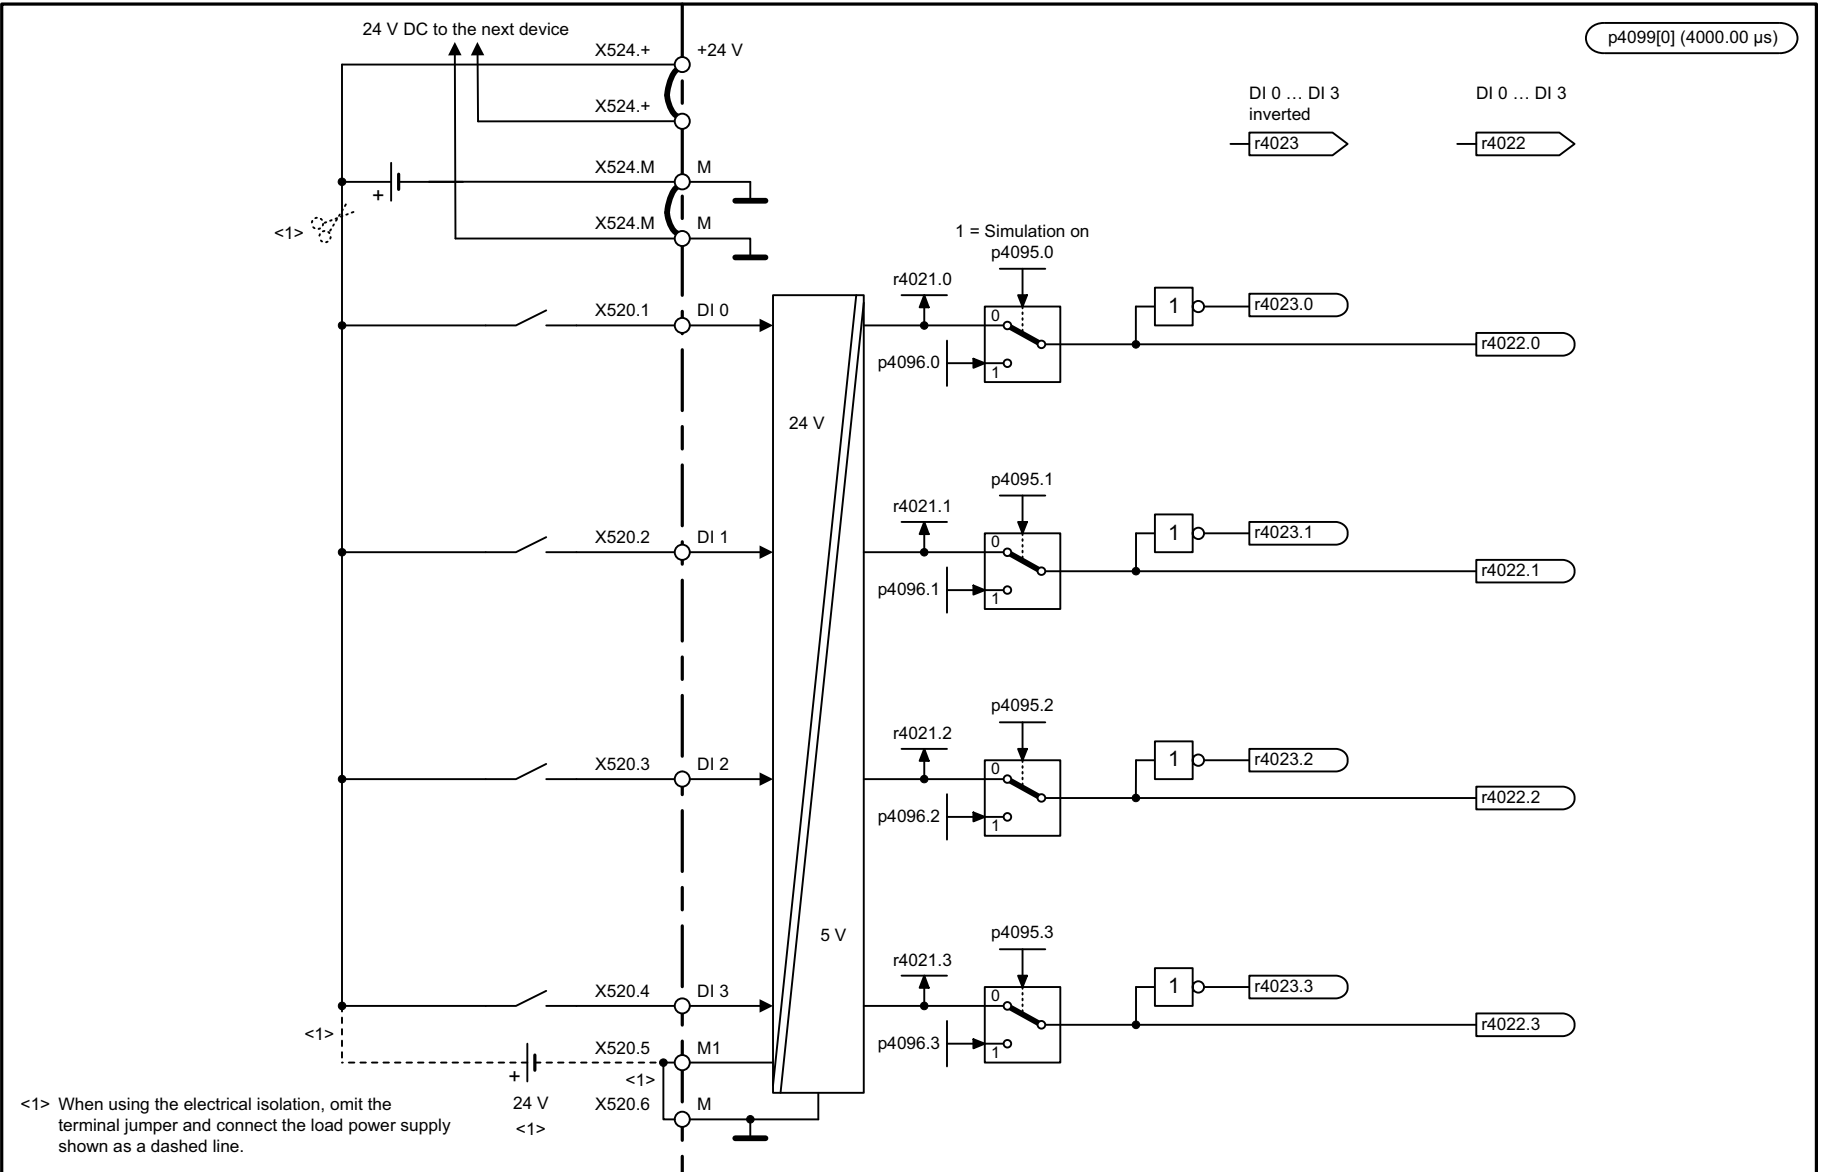 24 V DC to the next device
X524.+
+24 V
p4099[0] (4000.00 µs)
X524.+
DI 0 … DI 3
inverted
r4023
DI 0 … DI 3
r4022
X524.M
M
+
X524.M
M
<1>
1 = Simulation on
p4095.0
r4021.0
X520.1
DI 0
0
1
r4023.0
r4022.0
p4096.0
1
24 V
p4095.1
r4021.1
X520.2
DI 1
0
1
r4023.1
r4022.1
p4096.1
1
p4095.2
r4021.2
X520.3
DI 2
0
1
r4023.2
r4022.2
p4096.2
1
5 V
p4095.3
r4021.3
X520.4
DI 3
0
1
r4023.3
r4022.3
p4096.3
1
<1>
X520.5
M1
+
<1>
24 V
<1>
X520.6
M
<1> When using the electrical isolation, omit the
terminal jumper and connect the load power supply
shown as a dashed line.